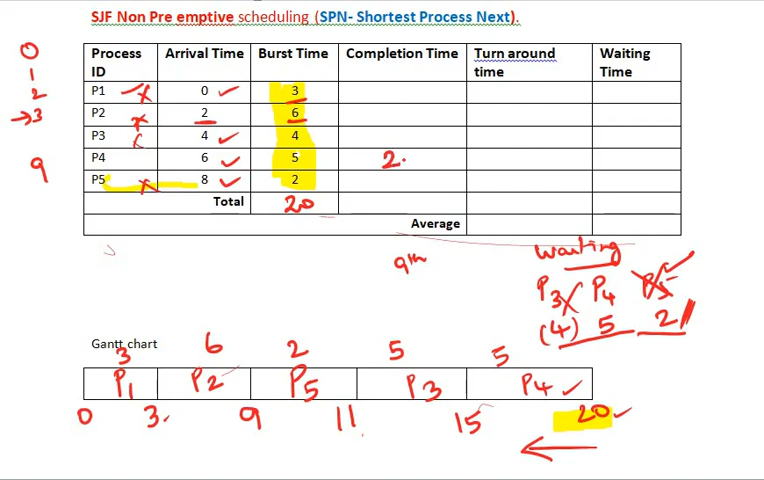 SJF Non Pre emptive scheduling (SPN- Shortest Process Next).
Process ID Arrival Time Burst Time Completion Time Turn around time Waiting Time
P1 0 3
P2 2 6
P3 4 4
P4 6 5 2.
P5 8 2
Total 20
Average
0
1
2
→3
9
9th
Waiting
P3 P4 P5
(4) 5 2
Gantt chart
3 6 2 5 5
P1 P2 P5 P3 P4
0 3. 9 11 15 20